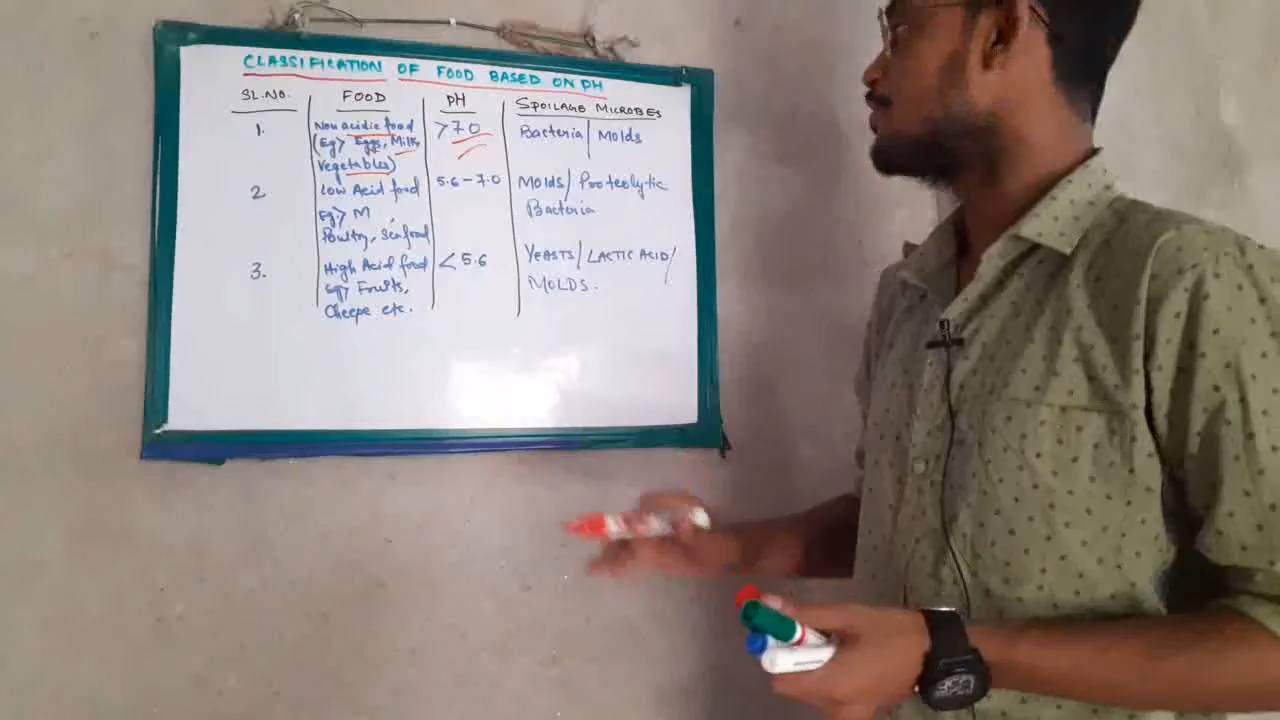 CLASSIFICATION OF FOOD BASED ON PH
SL.NO. FOOD PH SPOILAGE MICROBES
1. Non acidic food >7.0 Bacteria/Molds
(Eg> Eggs, Milk,
Vegetables)
2 Low Acid food 5.6-7.0 Molds/Proteolytic
Eg> M , Bacteria
Poultry, Seafood
3. High Acid food <5.6 YEASTS/LACTIC ACID/
eg> Fruits, MOLDS.
etc.